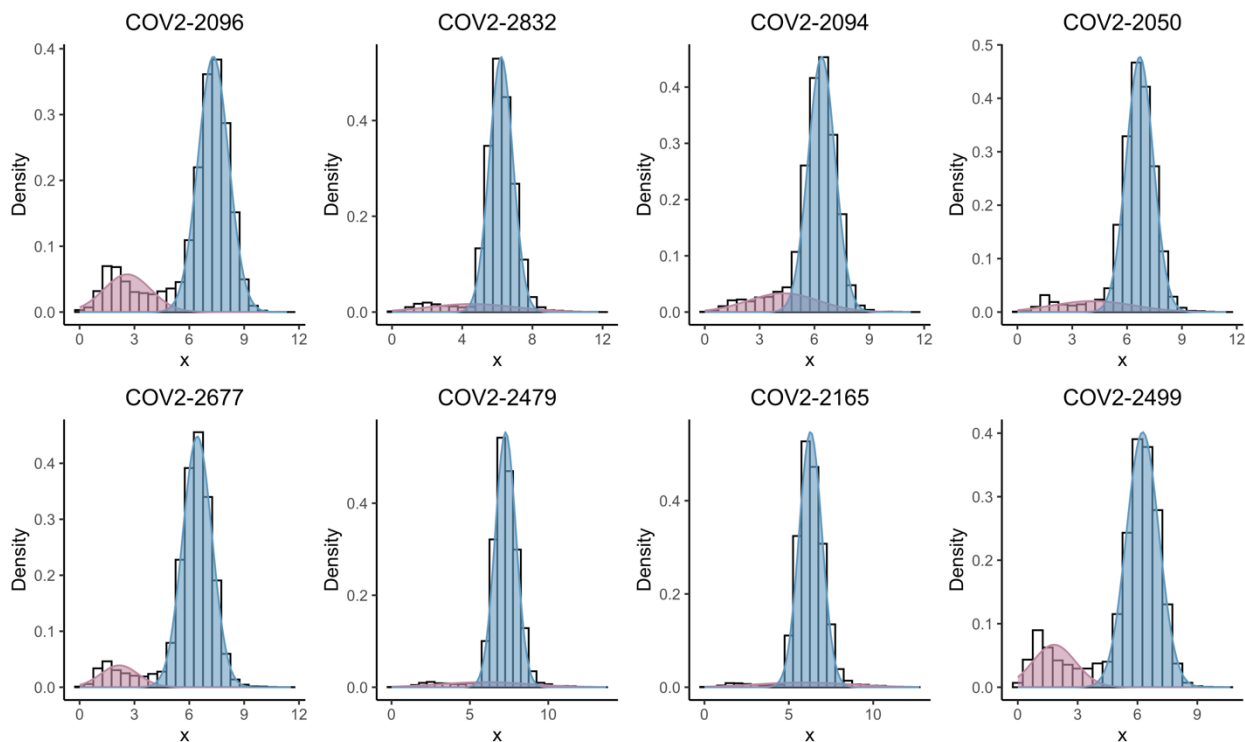 COV2-2096 COV2-2832 COV2-2094 COV2-2050
0.4 0.3 0.2 0.1 0.0
Density
0 3 6 9 12
x
0.4 0.2 0.0
Density
0 4 8 12
x
0.4 0.3 0.2 0.1 0.0
Density
0 3 6 9 12
x
0.5 0.4 0.3 0.2 0.1 0.0
Density
0 3 6 9 12
x
COV2-2677 COV2-2479 COV2-2165 COV2-2499
0.4 0.3 0.2 0.1 0.0
Density
0 3 6 9 12
x
0.4 0.2 0.0
Density
0 5 10
x
0.4 0.2 0.0
Density
0 5 10
x
0.4 0.3 0.2 0.1 0.0
Density
0 3 6 9
x